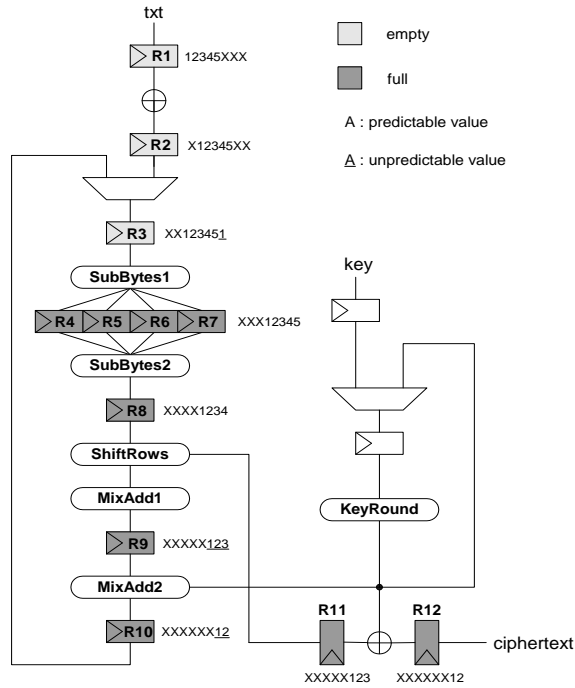 txt
R1 12345XXX
empty
full
A : predictable value
A : unpredictable value
R2 X12345XX
R3 XX123451
key
SubBytes1
R4 R5 R6 R7 XXX12345
SubBytes2
R8 XXXX1234
ShiftRows
MixAdd1
KeyRound
R9 XXXXX123
MixAdd2
R11 R12
R10 XXXXXX12
ciphertext
XXXXX123 XXXXXX12